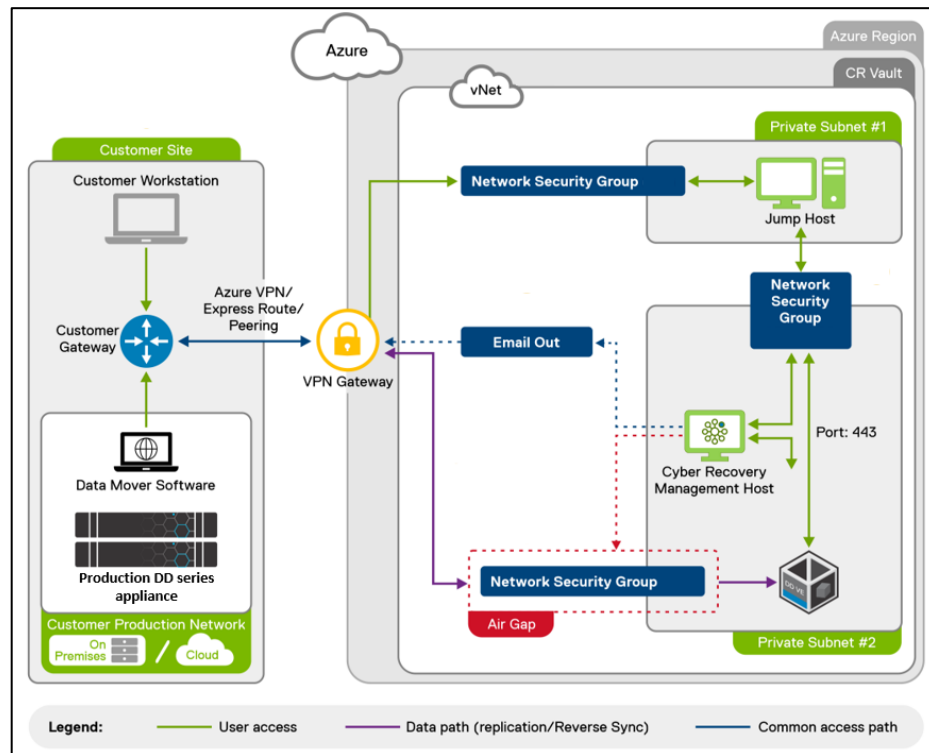 Azure
Azure Region
CR Vault
vNet
Private Subnet #1
Customer Site
Customer Workstation
Network Security Group
Jump Host
Azure VPN/
Express Route/
Peering
Network
Security
Group
Customer
Gateway
Email Out
VPN Gateway
Port: 443
Data Mover Software
Cyber Recovery
Management Host
Production DD series
appliance
Network Security Group
DD VE
Air Gap
Customer Production Network
On
Premises
/
Cloud
Private Subnet #2
Legend:
User access
Data path (replication/Reverse Sync)
Common access path